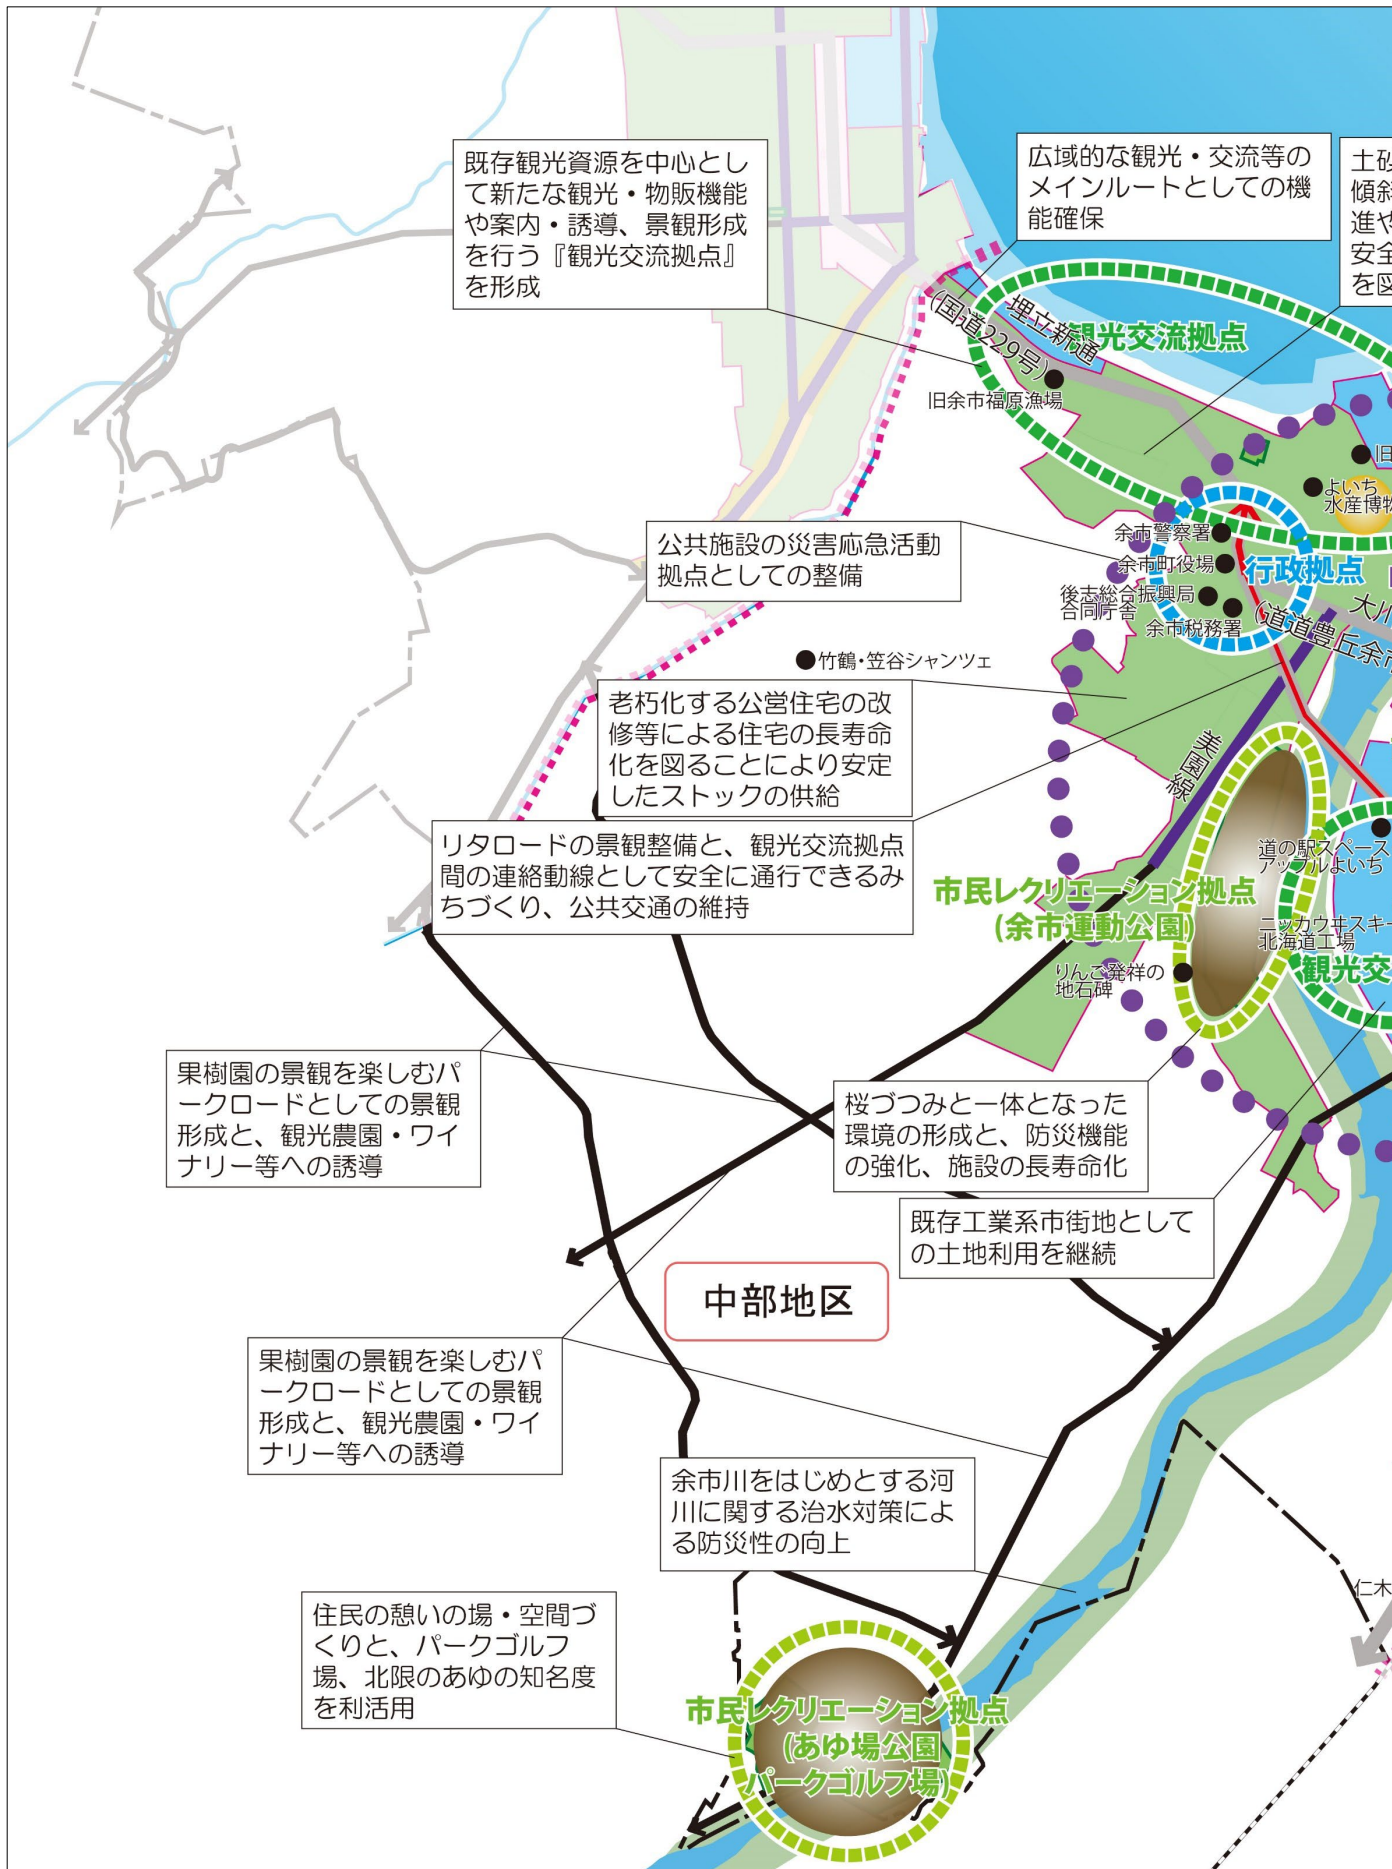 既存観光資源を中心とし
て新たな観光・物販機能
や案内・誘導、景観形成
を行う『観光交流拠点』
を形成
広域的な観光・交流等の
メインルートとしての機
能確保
土砂
傾斜
進や
安全
を図
埋立新通
(国道229号)
観光交流拠点
旧余市福原漁場
旧
よいち
水産博物
公共施設の災害応急活動
拠点としての整備
余市警察署
余市町役場
行政拠点
後志総合振興局
合同庁舎
余市税務署
大川
(道道豊丘余市
竹鶴・笠谷シャンツェ
老朽化する公営住宅の改
修等による住宅の長寿命
化を図ることにより安定
したストックの供給
美園線
リタロードの景観整備と、観光交流拠点
間の連絡動線として安全に通行できるみ
ちづくり、公共交通の維持
道の駅スペース
アップルよいち
市民レクリエーション拠点
(余市運動公園)
ニッカウヰスキー
北海道工場
観光交
りんご発祥の
地石碑
果樹園の景観を楽しむパ
ークロードとしての景観
形成と、観光農園・ワイ
ナリー等への誘導
桜づつみと一体となった
環境の形成と、防災機能
の強化、施設の長寿命化
既存工業系市街地として
の土地利用を継続
中部地区
果樹園の景観を楽しむパ
ークロードとしての景観
形成と、観光農園・ワイ
ナリー等への誘導
余市川をはじめとする河
川に関する治水対策によ
る防災性の向上
仁木
住民の憩いの場・空間づ
くりと、パークゴルフ
場、北限のあゆの知名度
を利活用
市民レクリエーション拠点
(あゆ場公園
パークゴルフ場)